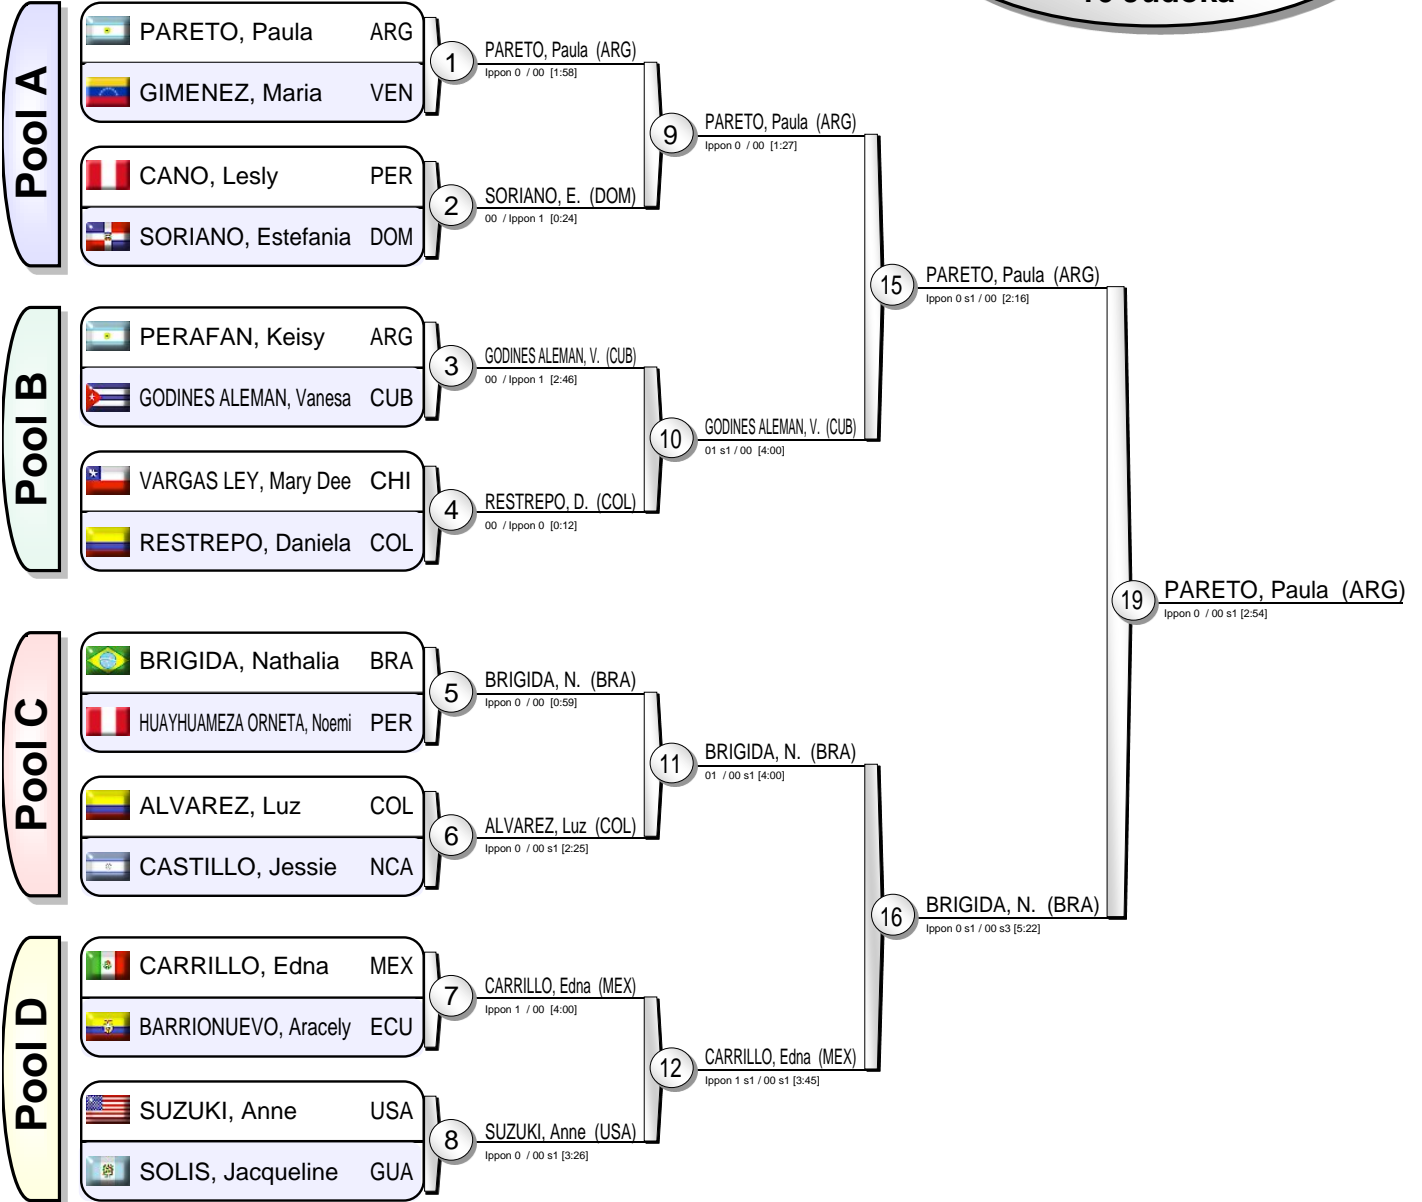 Pool A
PARETO, Paula ARG
GIMENEZ, Maria VEN
1
PARETO, Paula (ARG)
Ippon 0 / 00 [1:58]
CANO, Lesly PER
SORIANO, Estefania DOM
2
SORIANO, E. (DOM)
00 / Ippon 1 [0:24]
9
PARETO, Paula (ARG)
Ippon 0 / 00 [1:27]
Pool B
PERAFAN, Keisy ARG
GODINES ALEMAN, Vanesa CUB
3
GODINES ALEMAN, V. (CUB)
00 / Ippon 1 [2:46]
VARGAS LEY, Mary Dee CHI
RESTREPO, Daniela COL
4
RESTREPO, D. (COL)
00 / Ippon 0 [0:12]
10
GODINES ALEMAN, V. (CUB)
01 s1 / 00 [4:00]
15
PARETO, Paula (ARG)
Ippon 0 s1 / 00 [2:16]
Pool C
BRIGIDA, Nathalia BRA
HUAYHUAMEZA ORNETA, Noemi PER
5
BRIGIDA, N. (BRA)
Ippon 0 / 00 [0:59]
ALVAREZ, Luz COL
CASTILLO, Jessie NCA
6
ALVAREZ, Luz (COL)
Ippon 0 / 00 s1 [2:25]
11
BRIGIDA, N. (BRA)
01 / 00 s1 [4:00]
Pool D
CARRILLO, Edna MEX
BARRIONUEVO, Aracely ECU
7
CARRILLO, Edna (MEX)
Ippon 1 / 00 [4:00]
SUZUKI, Anne USA
SOLIS, Jacqueline GUA
8
SUZUKI, Anne (USA)
Ippon 0 / 00 s1 [3:26]
12
CARRILLO, Edna (MEX)
Ippon 1 s1 / 00 s1 [3:45]
16
BRIGIDA, N. (BRA)
Ippon 0 s1 / 00 s3 [5:22]
19
PARETO, Paula (ARG)
Ippon 0 / 00 s1 [2:54]